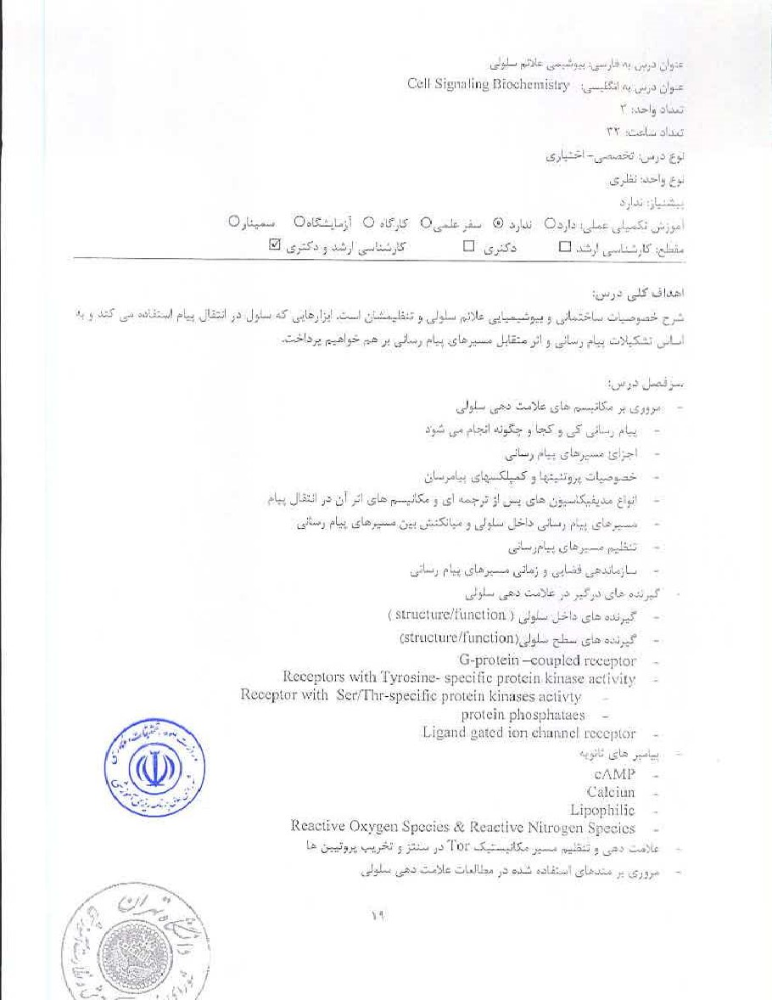 عنوان درس به فارسی: بیوشیمی علائم سلولی
عنوان درس به انگلیسی: Cell Signaling Biochemistry
تعداد واحد: ۲
تعداد ساعت: ۳۲
نوع درس: تخصصی- اختیاری
نوع واحد: نظری
پیشنیاز: ندارد
آموزش تکمیلی عملی: دارد○ ندارد ◉ سفر علمی○ کارگاه ○ آزمایشگاه○ سمینار○
مقطع: کارشناسی ارشد ☐ دکتری ☐ کارشناسی ارشد و دکتری ☑
اهداف کلی درس:
شرح خصوصیات ساختمانی و بیوشیمیایی علائم سلولی و تنظیمشان است. ابزارهایی که سلول در انتقال پیام استفاده می کند و به
اساس تشکیلات پیام رسانی و اثر متقابل مسیرهای پیام رسانی بر هم خواهیم پرداخت.
سرفصل درس:
- مروری بر مکانیسم های علامت دهی سلولی
- پیام رسانی کی و کجا و چگونه انجام می شود
- اجزائ مسیرهای پیام رسانی
- خصوصیات پروتئینها و کمپلکسهای پیامرسان
- انواع مدیفیکاسیون های پس از ترجمه ای و مکانیسم های اثر آن در انتقال پیام
- مسیرهای پیام رسانی داخل سلولی و میانکنش بین مسیرهای پیام رسانی
- تنظیم مسیرهای پیام‌رسانی
- سازماندهی فضایی و زمانی مسیرهای پیام رسانی
- گیرنده های درگیر در علامت دهی سلولی
- گیرنده های داخل سلولی ( structure/function )
- گیرنده های سطح سلولی(structure/function)
- G-protein –coupled receptor
- Receptors with Tyrosine- specific protein kinase activity
- Receptor with Ser/Thr-specific protein kinases activty
- protein phosphataes
- Ligand gated ion channel receptor
- پیامبر های ثانویه
- cAMP
- Calciun
- Lipophilic
- Reactive Oxygen Species & Reactive Nitrogen Species
- علامت دهی و تنظیم مسیر مکانیستیک Tor در سنتز و تخریب پروتیین ها
- مروری بر متدهای استفاده شده در مطالعات علامت دهی سلولی
۱۹
دانشگاه تهران